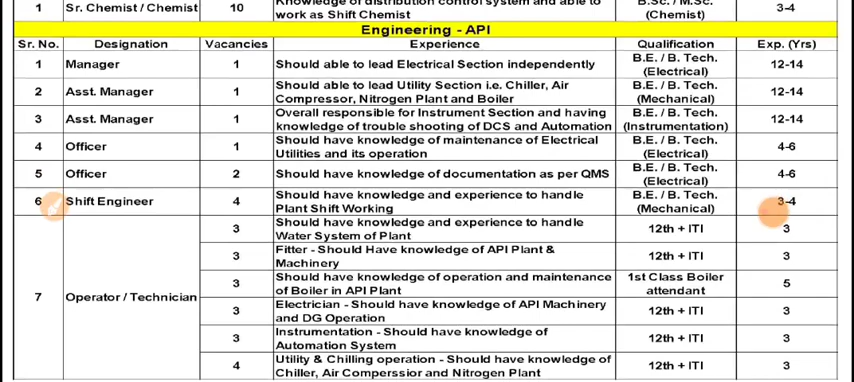 Knowledge of distribution control system and able to
1 Sr. Chemist / Chemist 10 work as Shift Chemist B.Sc. / M.Sc. (Chemist) 3-4
Engineering - API
Sr. No. Designation Vacancies Experience Qualification Exp. (Yrs)
1 Manager 1 Should able to lead Electrical Section independently B.E. / B. Tech. (Electrical) 12-14
2 Asst. Manager 1 Should able to lead Utility Section i.e. Chiller, Air
Compressor, Nitrogen Plant and Boiler B.E. / B. Tech. (Mechanical) 12-14
3 Asst. Manager 1 Overall responsible for Instrument Section and having
knowledge of trouble shooting of DCS and Automation B.E. / B. Tech. (Instrumentation) 12-14
4 Officer 1 Should have knowledge of maintenance of Electrical
Utilities and its operation B.E. / B. Tech. (Electrical) 4-6
5 Officer 2 Should have knowledge of documentation as per QMS B.E. / B. Tech. (Electrical) 4-6
6 Shift Engineer 4 Should have knowledge and experience to handle
Plant Shift Working B.E. / B. Tech. (Mechanical) 3-4
7 Operator / Technician
3 Should have knowledge and experience to handle
Water System of Plant 12th + ITI 3
3 Fitter - Should Have knowledge of API Plant &
Machinery 12th + ITI 3
3 Should have knowledge of operation and maintenance
of Boiler in API Plant 1st Class Boiler attendant 5
3 Electrician - Should have knowledge of API Machinery
and DG Operation 12th + ITI 3
3 Instrumentation - Should have knowledge of
Automation System 12th + ITI 3
4 Utility & Chilling operation - Should have knowledge of
Chiller, Air Comperssior and Nitrogen Plant 12th + ITI 3